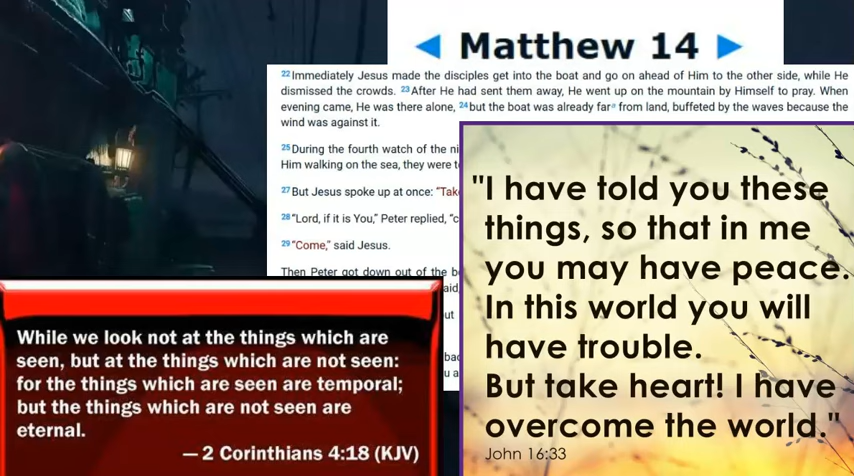 Matthew 14
22 Immediately Jesus made the disciples get into the boat and go on ahead of Him to the other side, while He
dismissed the crowds. 23 After He had sent them away, He went up on the mountain by Himself to pray. When
evening came, He was there alone, 24 but the boat was already far a from land, buffeted by the waves because the
wind was against it.
25 During the fourth watch of the ni
Him walking on the sea, they were t
27 But Jesus spoke up at once: “Tak
28 “Lord, if it is You,” Peter replied, “c
29 “Come,” said Jesus.
Then Peter got down out of the b
aid,
ut
bac
u a
While we look not at the things which are
seen, but at the things which are not seen:
for the things which are seen are temporal;
but the things which are not seen are
eternal.
— 2 Corinthians 4:18 (KJV)
"I have told you these
things, so that in me
you may have peace.
In this world you will
have trouble.
But take heart! I have
overcome the world."
John 16:33